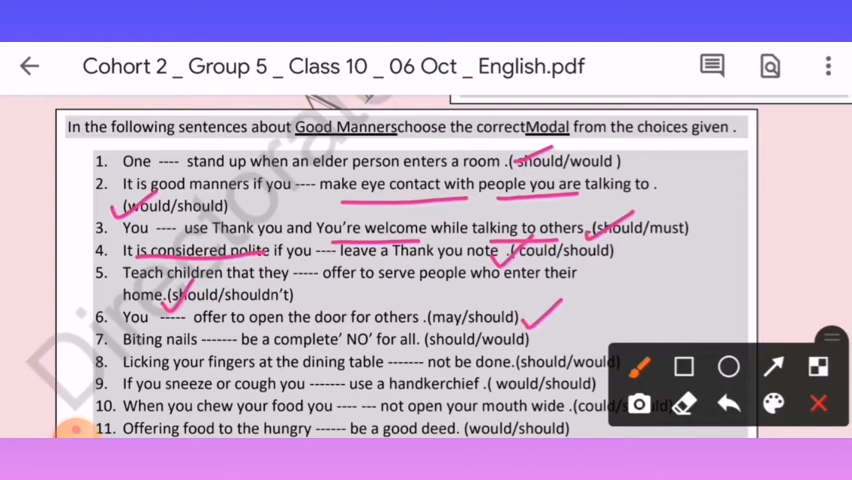 Cohort 2 _ Group 5 _ Class 10 _ 06 Oct _ English.pdf
In the following sentences about Good Mannerschoose the correctModal from the choices given .
1. One ---- stand up when an elder person enters a room .(should/would )
2. It is good manners if you ---- make eye contact with people you are talking to .
(would/should)
3. You ---- use Thank you and You're welcome while talking to others .(should/must)
4. It is considered polite if you ---- leave a Thank you note .( could/should)
5. Teach children that they ----- offer to serve people who enter their
home.(should/shouldn't)
6. You ----- offer to open the door for others .(may/should)
7. Biting nails ------- be a complete' NO' for all. (should/would)
8. Licking your fingers at the dining table ------- not be done.(should/would)
9. If you sneeze or cough you ------- use a handkerchief .( would/should)
10. When you chew your food you ---- --- not open your mouth wide .(could/should)
11. Offering food to the hungry ------ be a good deed. (would/should)